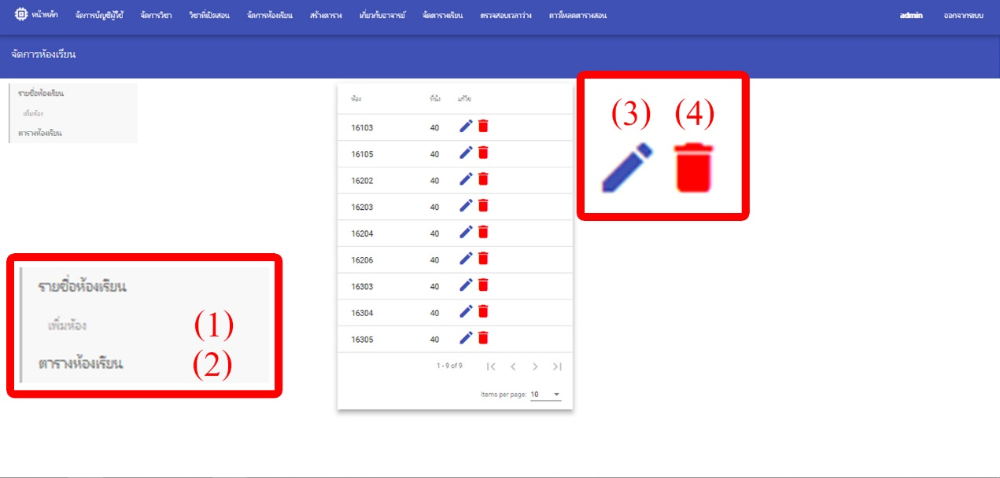 หน้าหลัก จัดการบัญชีผู้ใช้ จัดการวิชา วิชาที่เปิดสอน จัดการห้องเรียน สร้างตาราง เกี่ยวกับอาจารย์ จัดตารางเรียน ตรวจสอบเวลาว่าง ดาวโหลดตารางสอน admin ออกจากระบบ
จัดการห้องเรียน
รายชื่อห้องเรียน
เพิ่มห้อง
ตารางห้องเรียน
ห้อง ที่นั่ง แก้ไข
16103 40
16105 40
16202 40
16203 40
16204 40
16206 40
16303 40
16304 40
16305 40
1 - 9 of 9
Items per page: 10
(3) (4)
รายชื่อห้องเรียน
เพิ่มห้อง (1)
ตารางห้องเรียน (2)